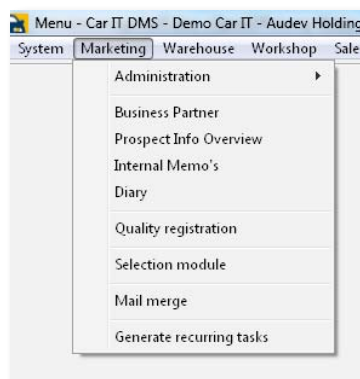 Menu - Car IT DMS - Demo Car IT - Audev Holding
System Marketing Warehouse Workshop Sale
Administration
Business Partner
Prospect Info Overview
Internal Memo's
Diary
Quality registration
Selection module
Mail merge
Generate recurring tasks